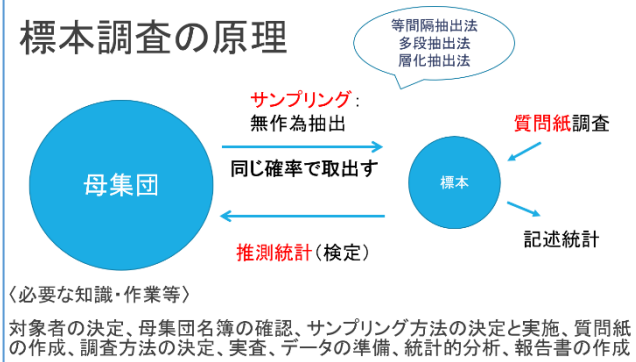 標本調査の原理
等間隔抽出法
多段抽出法
層化抽出法
サンプリング:
無作為抽出
質問紙調査
同じ確率で取出す
母集団
標本
推測統計(検定)
記述統計
〈必要な知識・作業等〉
対象者の決定、母集団名簿の確認、サンプリング方法の決定と実施、質問紙
の作成、調査方法の決定、実査、データの準備、統計的分析、報告書の作成